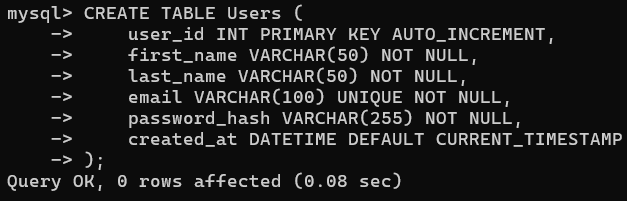 mysql> CREATE TABLE Users (
    ->     user_id INT PRIMARY KEY AUTO_INCREMENT,
    ->     first_name VARCHAR(50) NOT NULL,
    ->     last_name VARCHAR(50) NOT NULL,
    ->     email VARCHAR(100) UNIQUE NOT NULL,
    ->     password_hash VARCHAR(255) NOT NULL,
    ->     created_at DATETIME DEFAULT CURRENT_TIMESTAMP
    -> );
Query OK, 0 rows affected (0.08 sec)